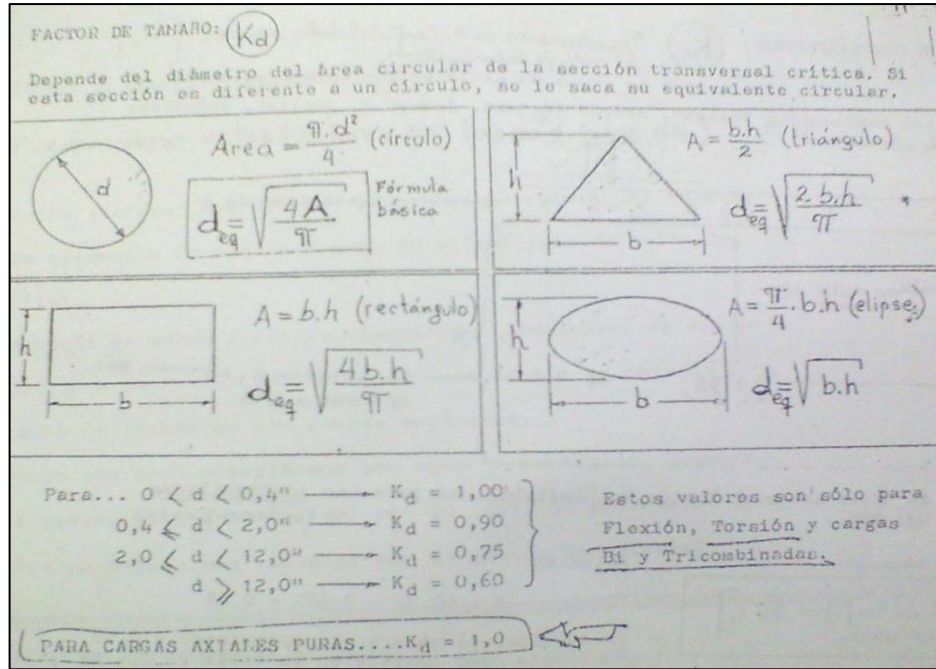 FACTOR DE TAMAÑO: Kd
Depende del diámetro del área circular de la sección transversal crítica. Si
esta sección es diferente a un círculo, se le saca su equivalente circular.
Area = π.d²/4 (círculo)
d
deq = √(4A/π) Fórmula básica
A = b.h/2 (triángulo)
h
deq = √(2b.h/π)
b
A = b.h (rectángulo)
h
deq = √(4b.h/π)
b
A = π/4 . b.h (elipse)
h
deq = √b.h
b
Para... 0 < d < 0,4" → Kd = 1,00
0,4 ≤ d < 2,0" → Kd = 0,90
2,0 ≤ d < 12,0" → Kd = 0,75
d ≥ 12,0" → Kd = 0,60
Estos valores son sólo para
Flexión, Torsión y cargas
Bi y Tricombinadas.
PARA CARGAS AXIALES PURAS....Kd = 1,0